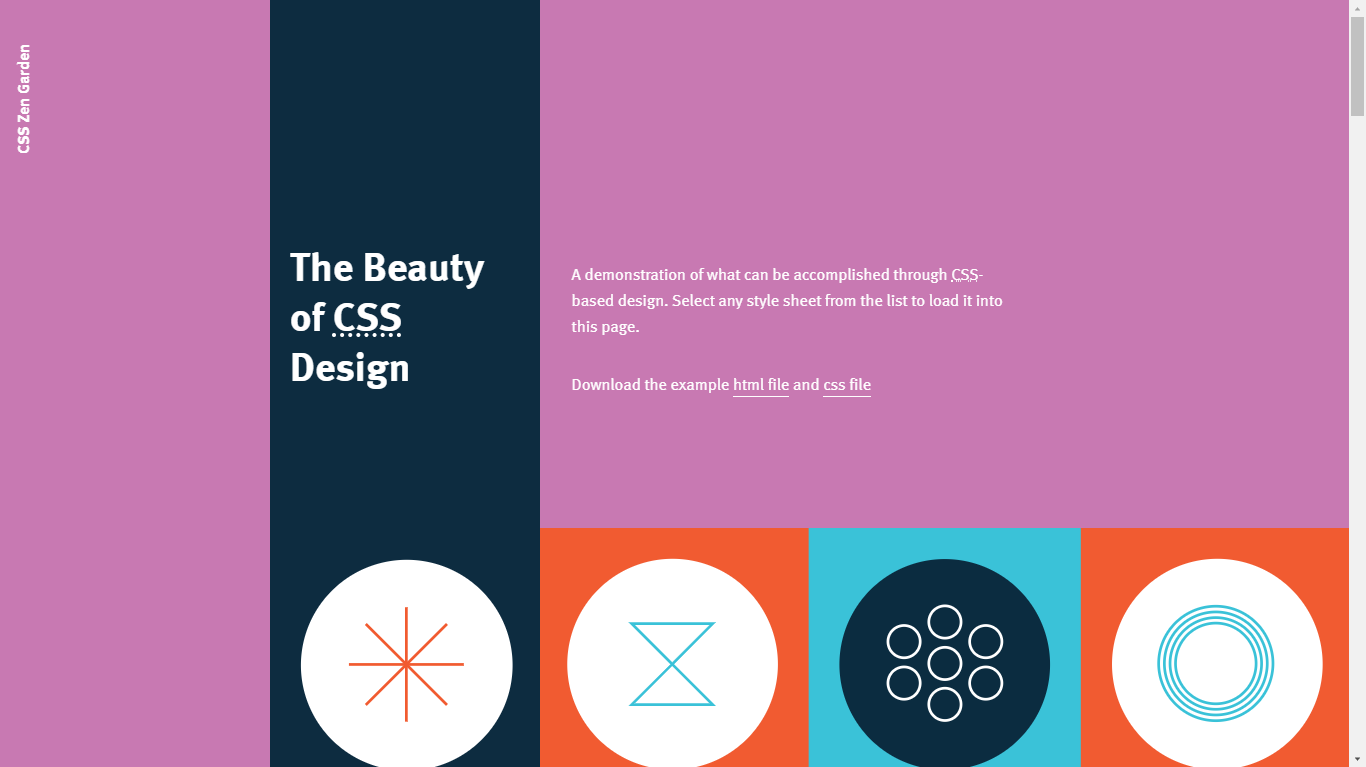 CSS Zen Garden
The Beauty
of CSS
Design
A demonstration of what can be accomplished through CSS-
based design. Select any style sheet from the list to load it into
this page.
Download the example html file and css file